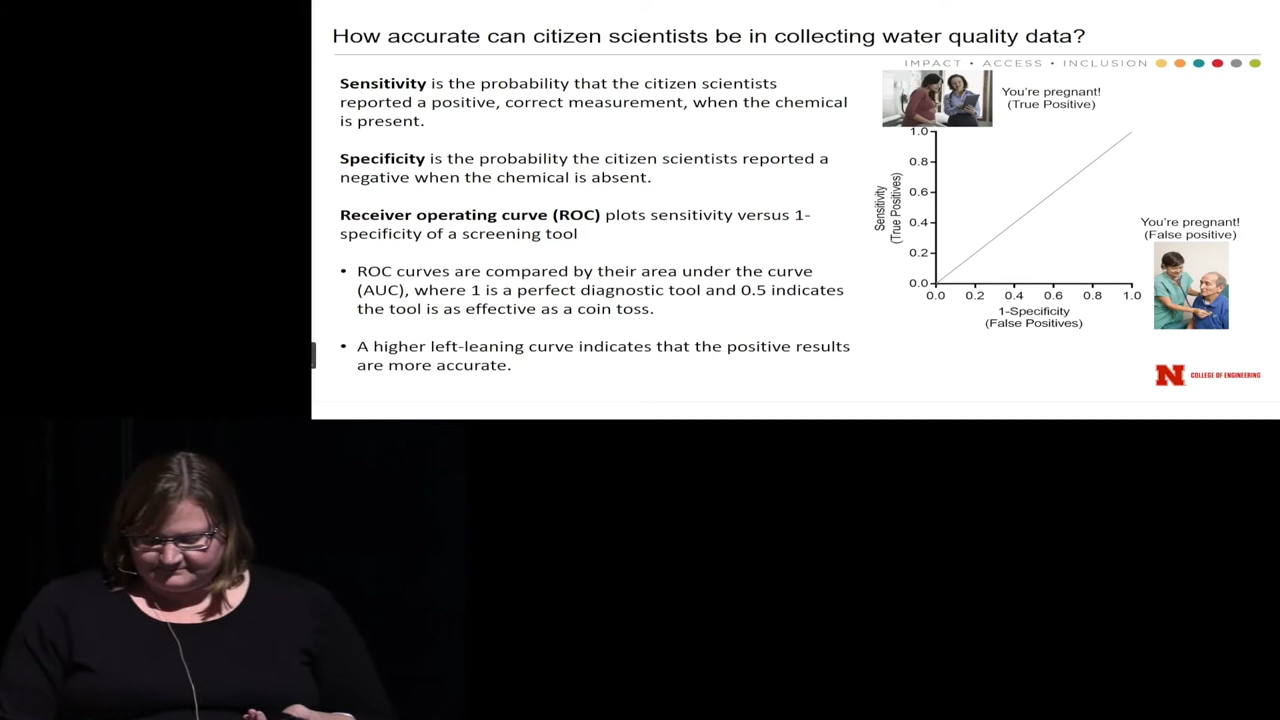 How accurate can citizen scientists be in collecting water quality data?
IMPACT • ACCESS • INCLUSION
Sensitivity is the probability that the citizen scientists
reported a positive, correct measurement, when the chemical
is present.
Specificity is the probability the citizen scientists reported a
negative when the chemical is absent.
Receiver operating curve (ROC) plots sensitivity versus 1-
specificity of a screening tool
• ROC curves are compared by their area under the curve
(AUC), where 1 is a perfect diagnostic tool and 0.5 indicates
the tool is as effective as a coin toss.
• A higher left-leaning curve indicates that the positive results
are more accurate.
You're pregnant!
(True Positive)
1.0
0.8
0.6
0.4
0.2
0.0
Sensitivity
(True Positives)
0.0 0.2 0.4 0.6 0.8 1.0
1-Specificity
(False Positives)
You're pregnant!
(False positive)
N COLLEGE OF ENGINEERING